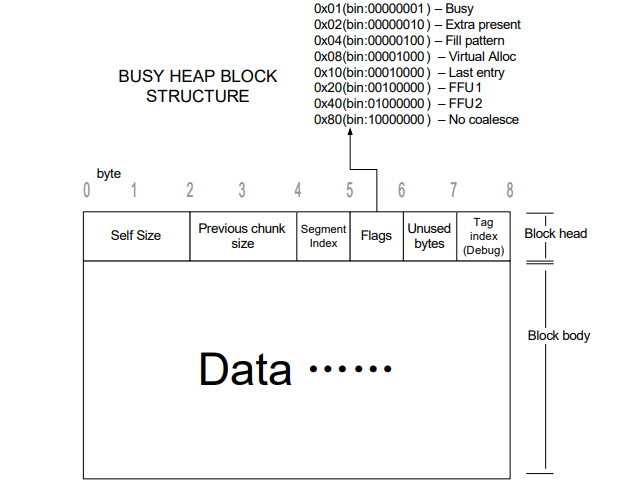 0x01(bin:00000001) – Busy
0x02(bin:00000010) – Extra present
0x04(bin:00000100) – Fill pattern
0x08(bin:00001000) – Virtual Alloc
0x10(bin:00010000) – Last entry
0x20(bin:00100000) – FFU1
0x40(bin:01000000) – FFU2
0x80(bin:10000000) – No coalesce
BUSY HEAP BLOCK
STRUCTURE
byte
0 1 2 3 4 5 6 7 8
Self Size
Previous chunk
size
Segment
Index
Flags
Unused
bytes
Tag
index
(Debug)
Block head
Block body
Data ······